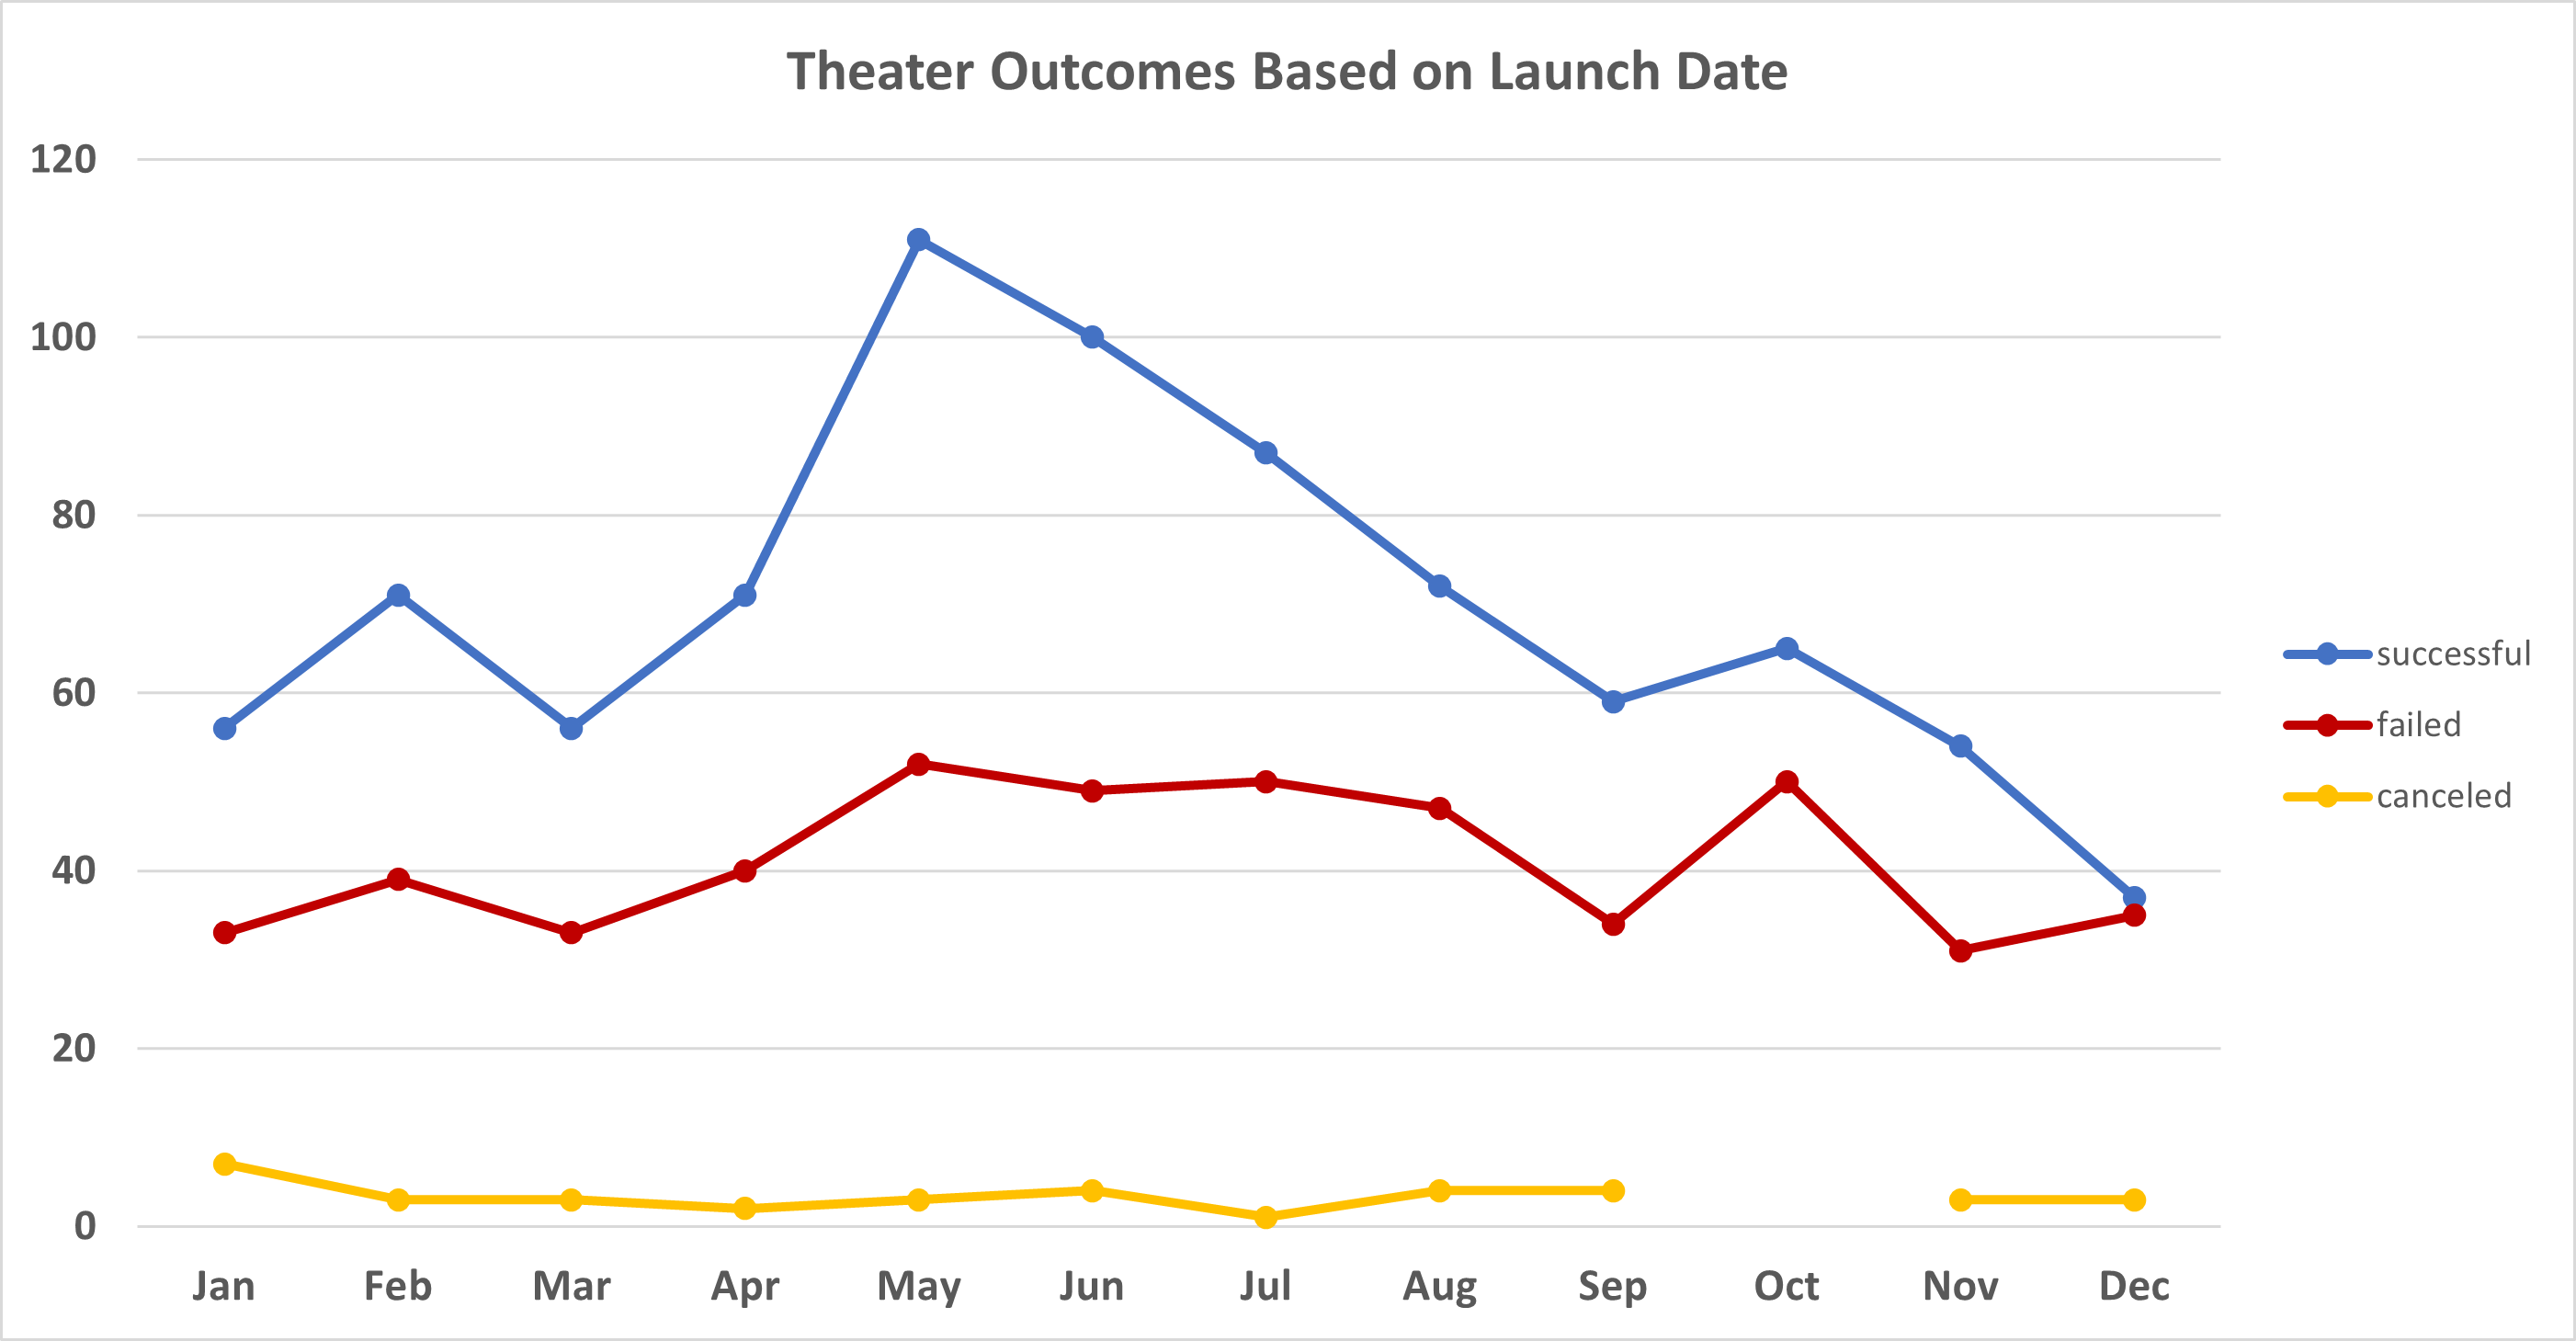 Theater Outcomes Based on Launch Date
120
100
80
60
40
20
0
Jan Feb Mar Apr May Jun Jul Aug Sep Oct Nov Dec
successful
failed
canceled